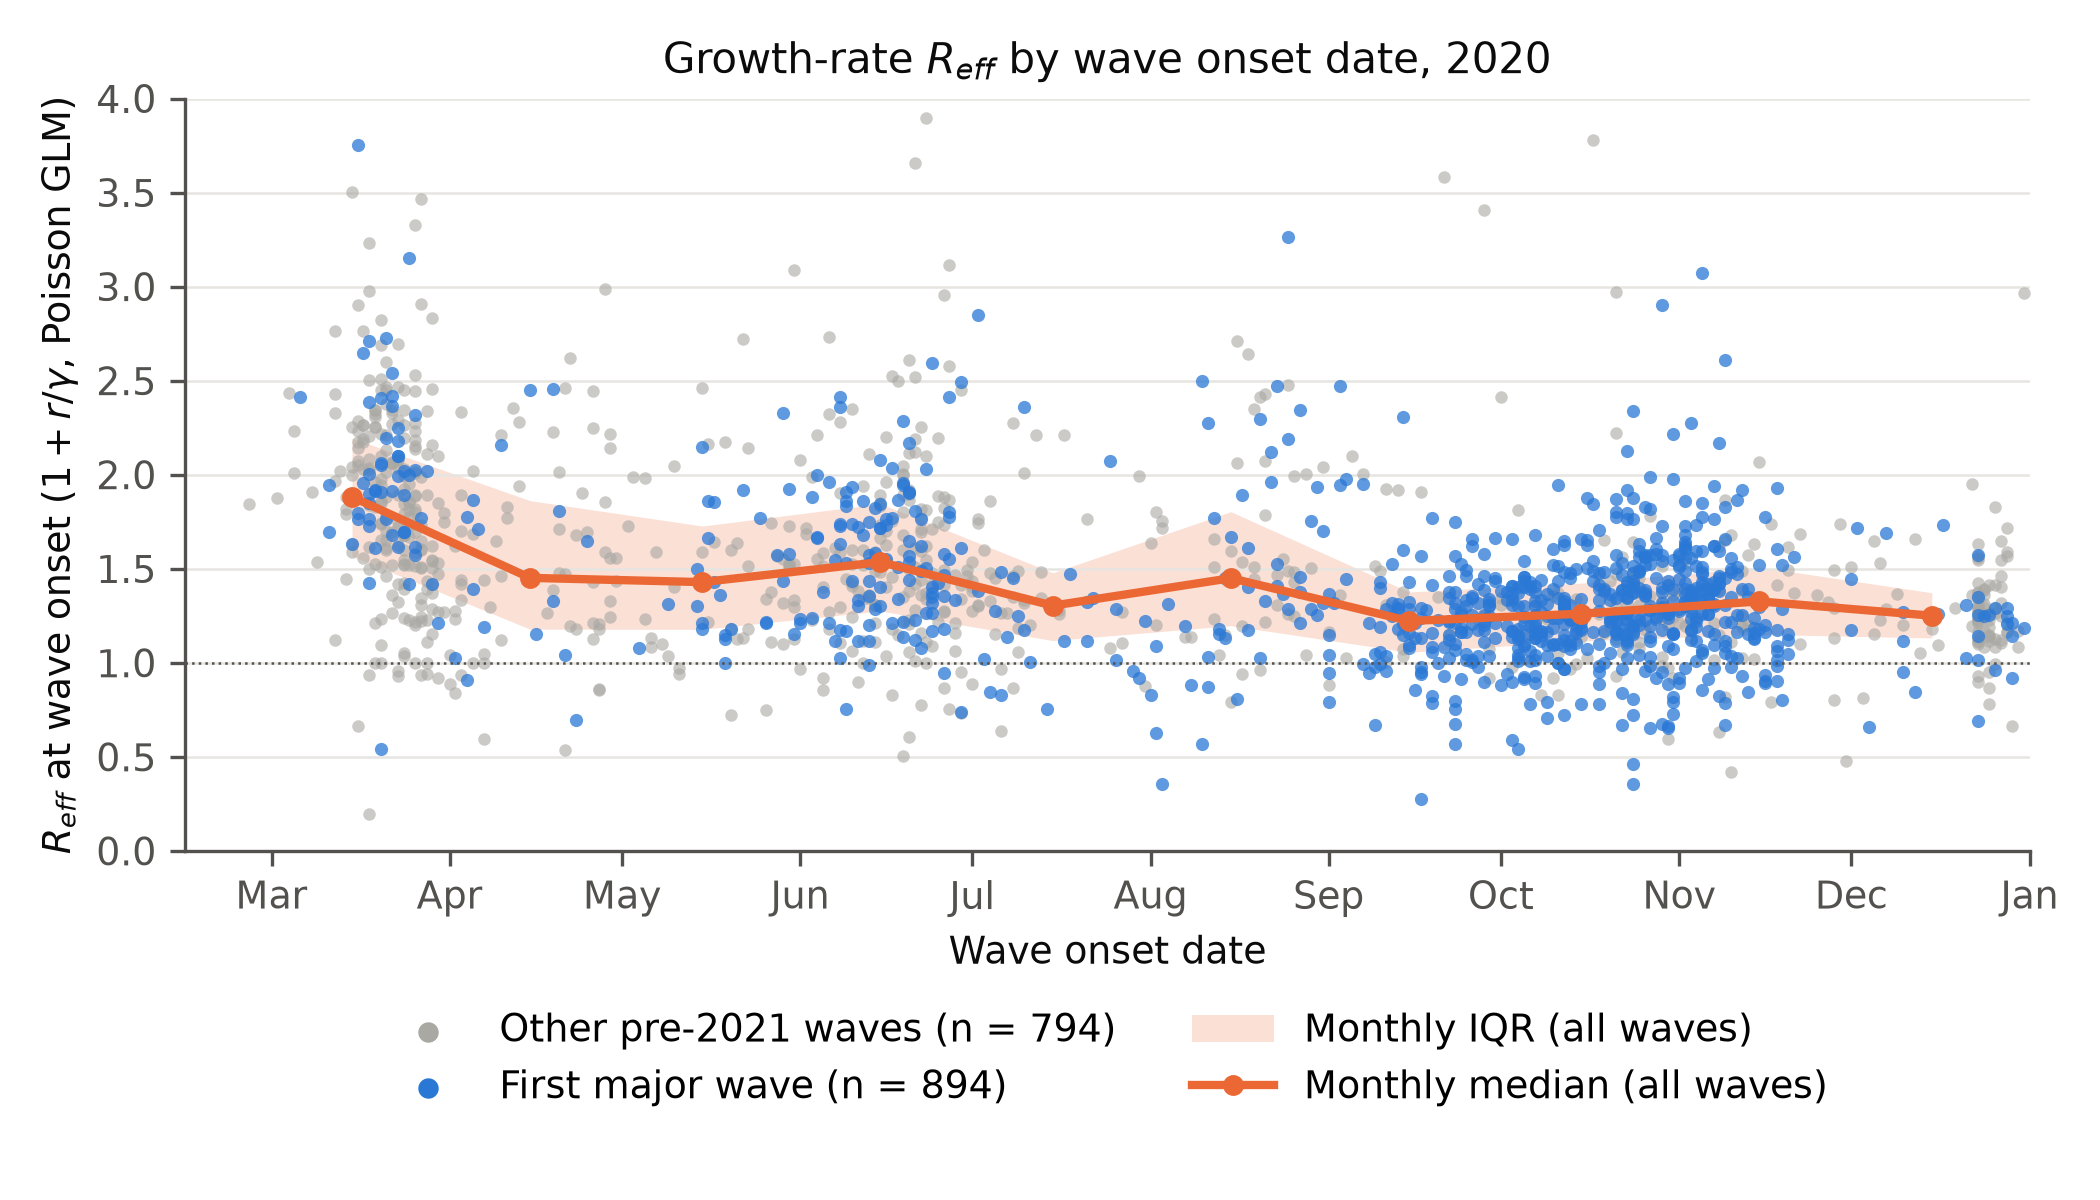 Growth-rate R_eff by wave onset date, 2020
R_eff at wave onset (1 + r/γ, Poisson GLM)
4.0
3.5
3.0
2.5
2.0
1.5
1.0
0.5
0.0
Mar Apr May Jun Jul Aug Sep Oct Nov Dec Jan
Wave onset date
Other pre-2021 waves (n = 794)
First major wave (n = 894)
Monthly IQR (all waves)
Monthly median (all waves)